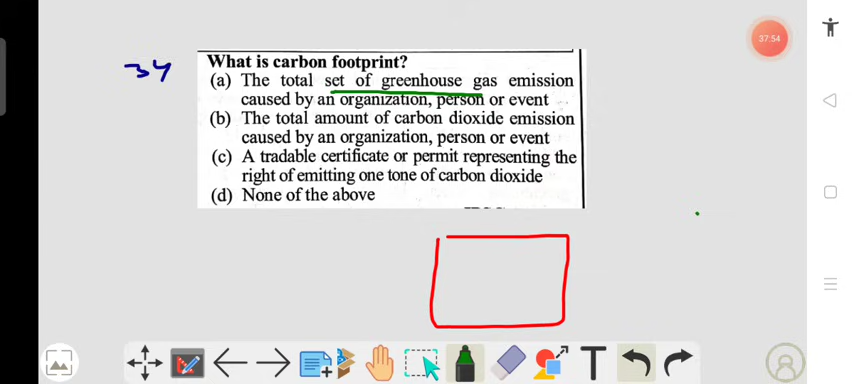 37:54
34
What is carbon footprint?
(a) The total set of greenhouse gas emission
caused by an organization, person or event
(b) The total amount of carbon dioxide emission
caused by an organization, person or event
(c) A tradable certificate or permit representing the
right of emitting one tone of carbon dioxide
(d) None of the above
T